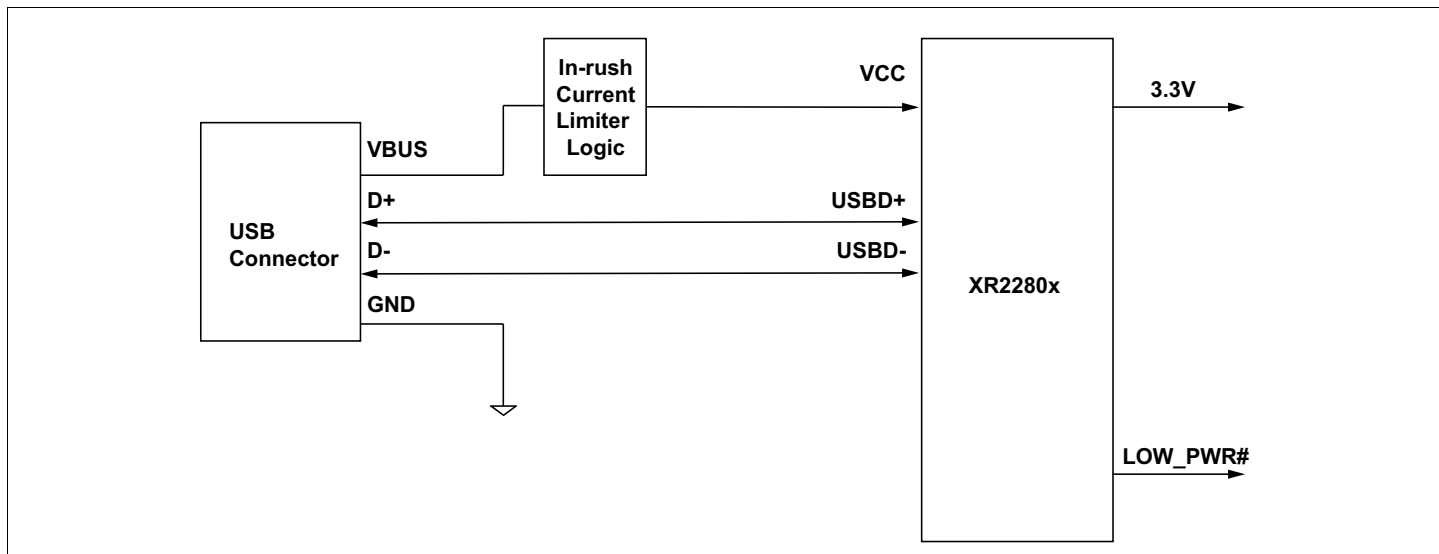 In-rush
Current
Limiter
Logic
VCC
3.3V
VBUS
D+
USBD+
USB
Connector
D-
USBD-
XR2280x
GND
LOW_PWR#